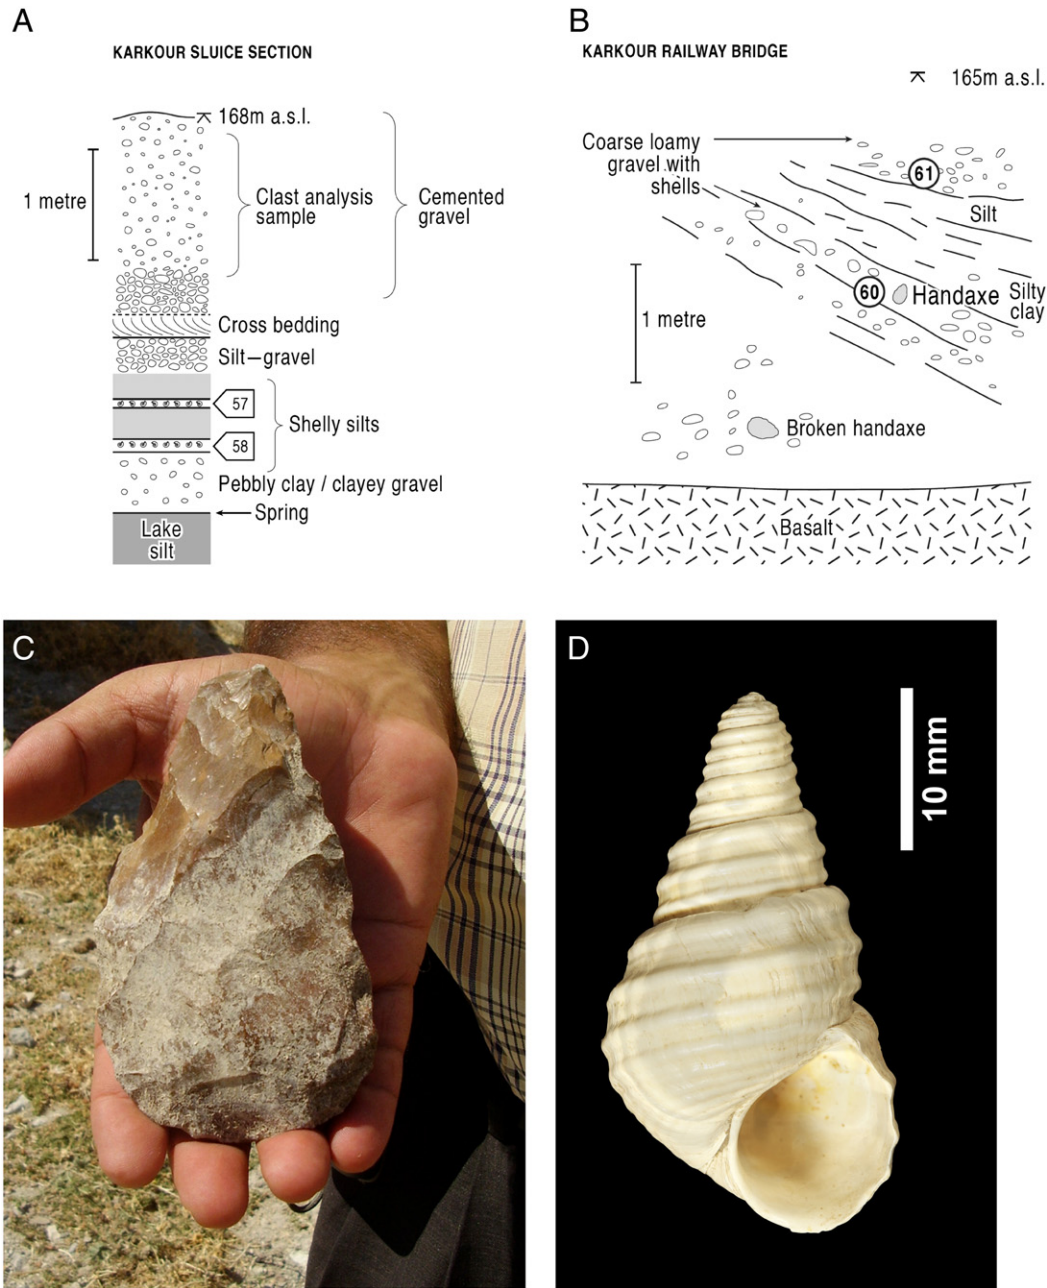 A
KARKOUR SLUICE SECTION
168m a.s.l.
1 metre
Clast analysis
sample
Cemented
gravel
Cross bedding
Silt–gravel
57
58
Shelly silts
Pebbly clay / clayey gravel
Spring
Lake
silt
B
KARKOUR RAILWAY BRIDGE
165m a.s.l.
Coarse loamy
gravel with
shells
61
Silt
60
Handaxe
Silty
clay
1 metre
Broken handaxe
Basalt
C
D
10 mm